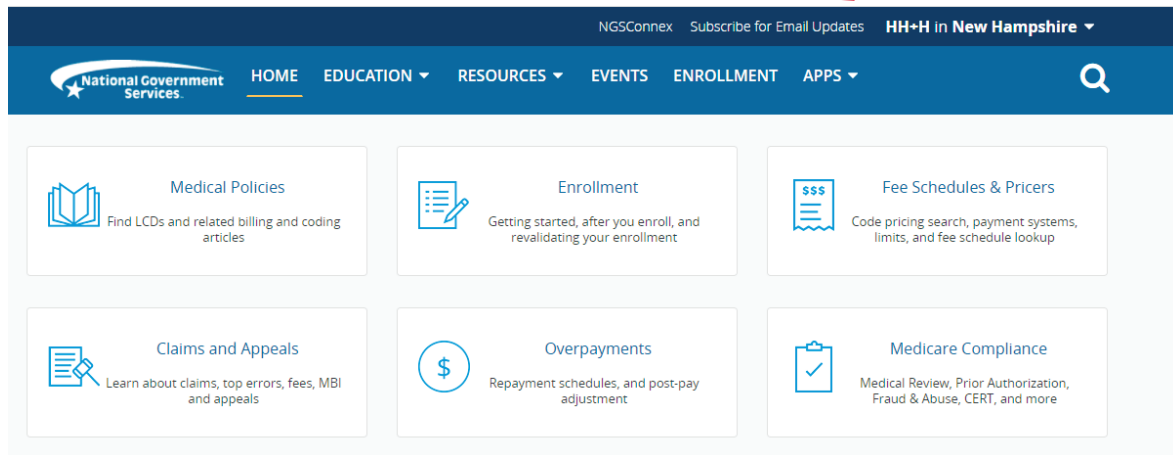 NGSConnex Subscribe for Email Updates HH+H in New Hampshire
National Government
Services.
HOME EDUCATION RESOURCES EVENTS ENROLLMENT APPS
Medical Policies
Find LCDs and related billing and coding
articles
Enrollment
Getting started, after you enroll, and
revalidating your enrollment
$$$
Fee Schedules & Pricers
Code pricing search, payment systems,
limits, and fee schedule lookup
Claims and Appeals
Learn about claims, top errors, fees, MBI
and appeals
$
Overpayments
Repayment schedules, and post-pay
adjustment
Medicare Compliance
Medical Review, Prior Authorization,
Fraud & Abuse, CERT, and more